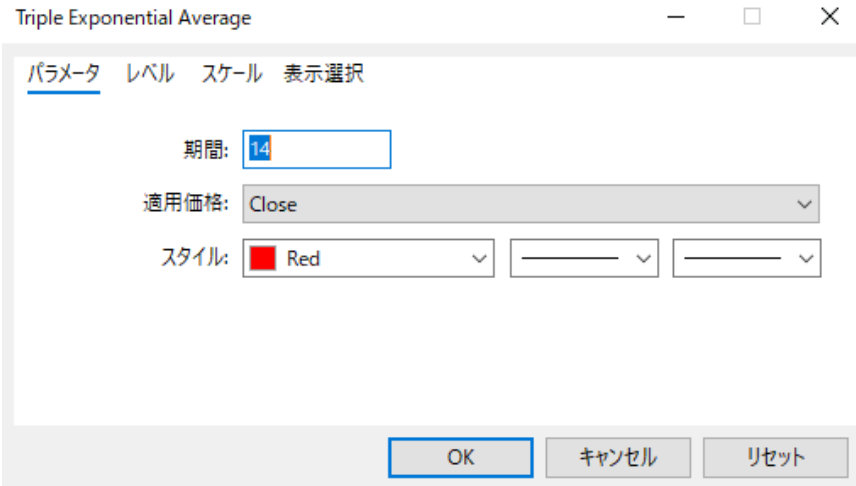 Triple Exponential Average
パラメータ レベル スケール 表示選択
期間: 14
適用価格: Close
スタイル: Red
OK キャンセル リセット